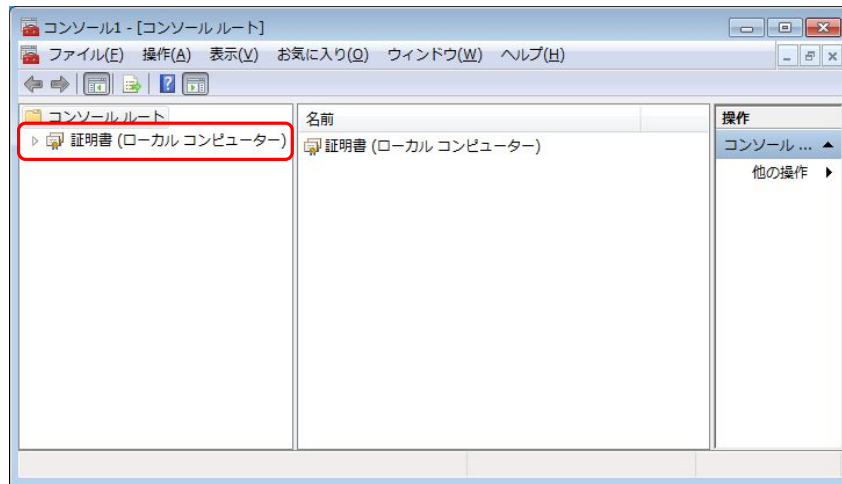 コンソール1 - [コンソール ルート]
ファイル(F) 操作(A) 表示(V) お気に入り(O) ウィンドウ(W) ヘルプ(H)
コンソール ルート
証明書 (ローカル コンピューター)
名前
証明書 (ローカル コンピューター)
操作
コンソール ...
他の操作